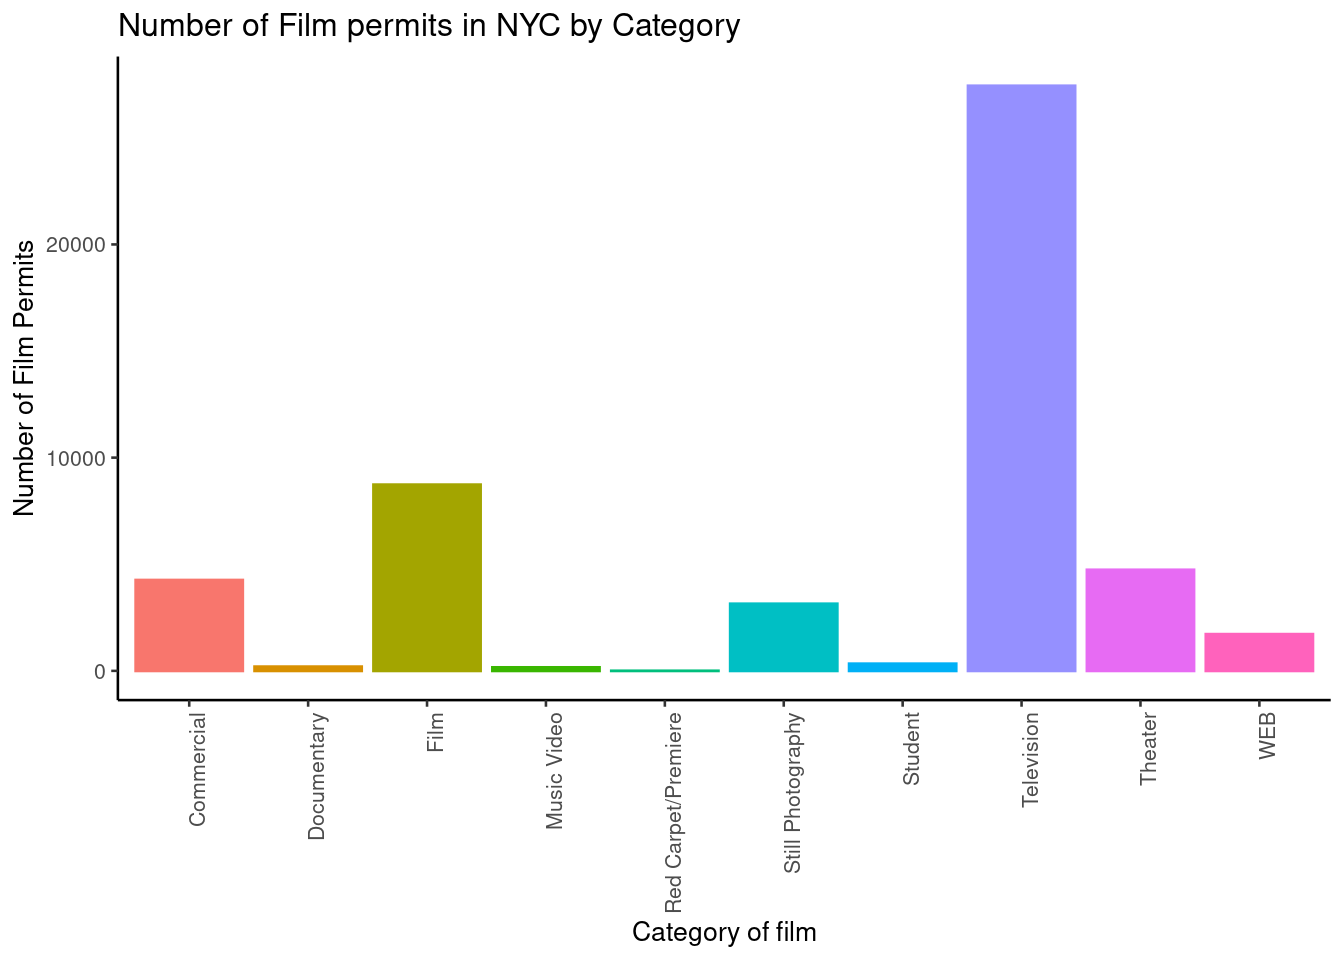 Number of Film permits in NYC by Category
Number of Film Permits
20000
10000
0
Commercial
Documentary
Film
Music Video
Red Carpet/Premiere
Still Photography
Student
Television
Theater
WEB
Category of film